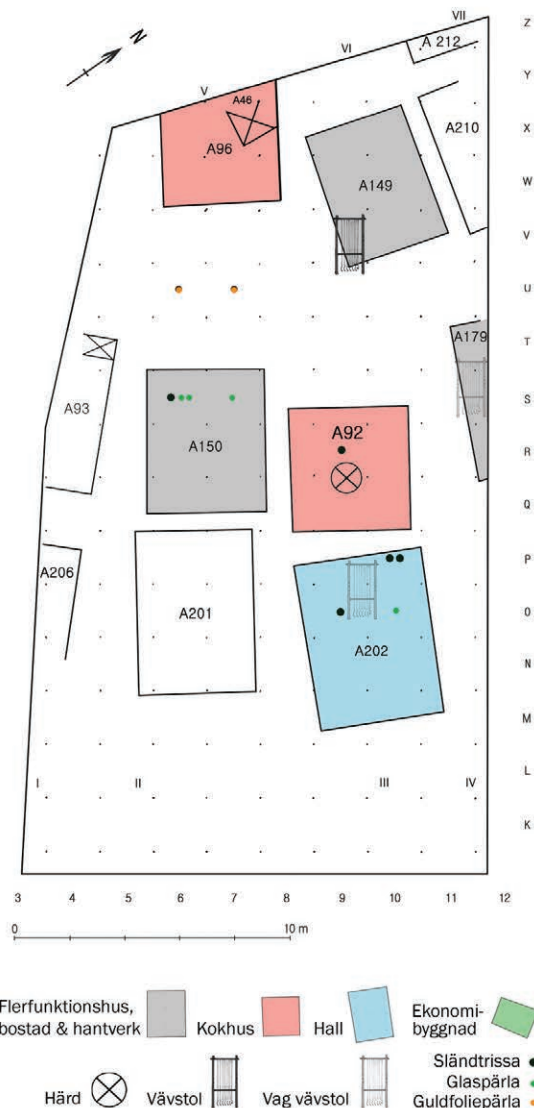 VII
Z
A 212
N
VI
Y
V
A46
A210
X
A96
A149
W
V
U
A179
T
A93
S
A92
A150
R
Q
A206
P
A201
O
A202
N
M
I
II
III
IV
L
K
3 4 5 6 7 8 9 10 11 12
0 10 m
Flerfunktionshus,
bostad & hantverk
Kokhus
Hall
Ekonomi-
byggnad
Härd
Vävstol
Vag vävstol
Sländtrissa
Glaspärla
Guldfoliepärla